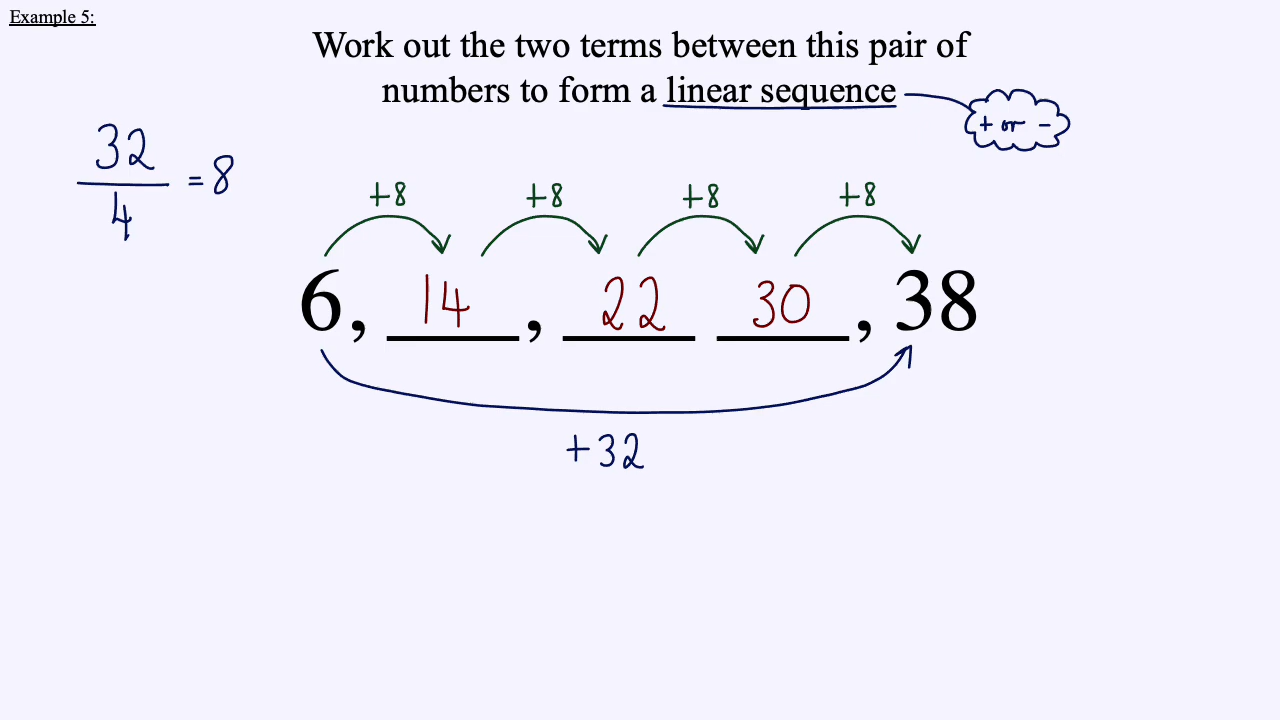 Example 5:
Work out the two terms between this pair of
numbers to form a linear sequence
+ or -
32
4
= 8
+8 +8 +8 +8
6, 14, 22 30, 38
+32